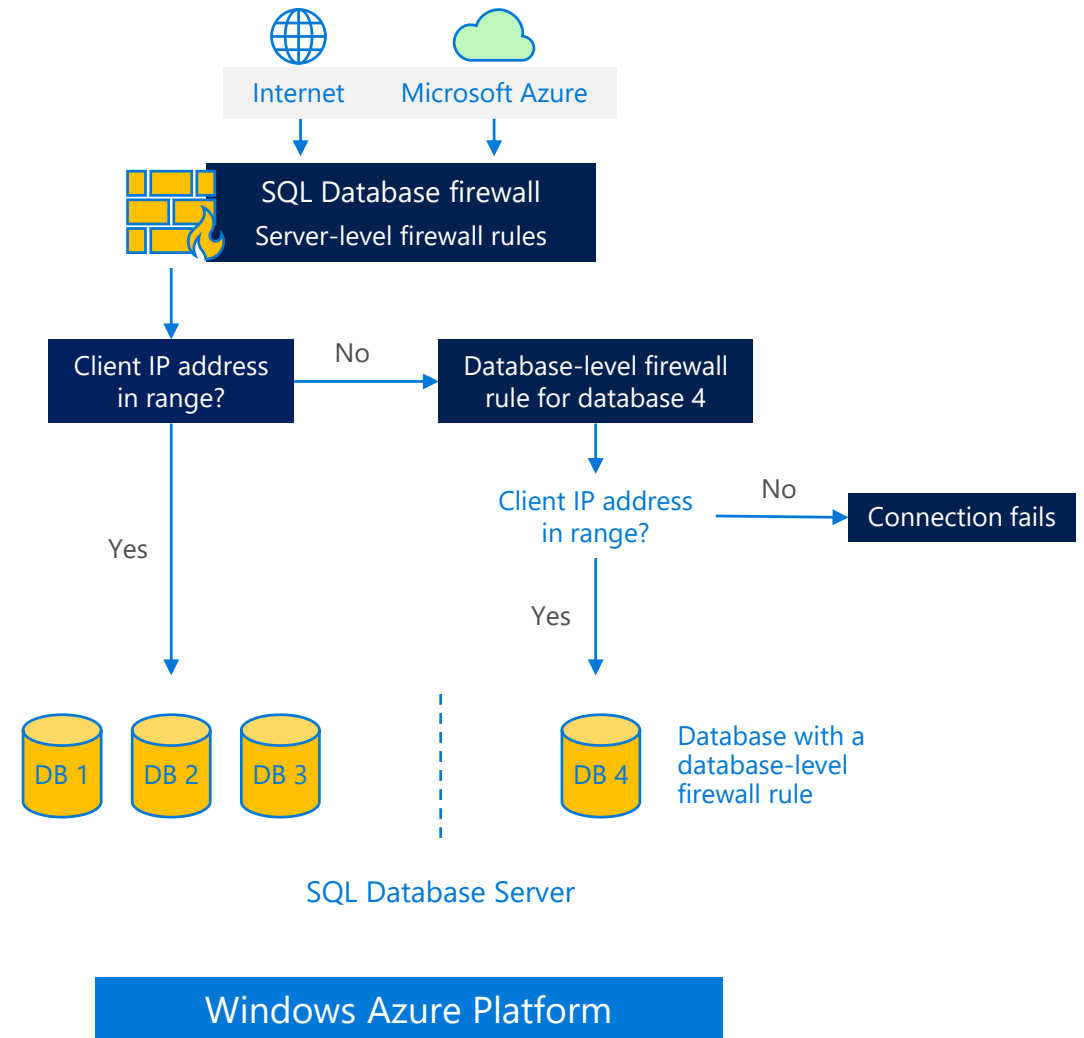 Internet
Microsoft Azure
SQL Database firewall
Server-level firewall rules
Client IP address
in range?
No
Database-level firewall
rule for database 4
Client IP address
in range?
No
Connection fails
Yes
Yes
DB 1
DB 2
DB 3
DB 4
Database with a
database-level
firewall rule
SQL Database Server
Windows Azure Platform